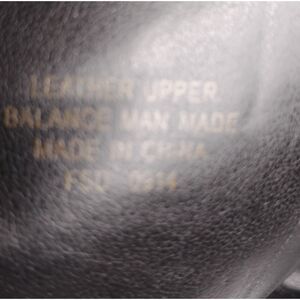 LEATHER UPPER
BALANCE MAN MADE
MADE IN CHINA
FSD 0914